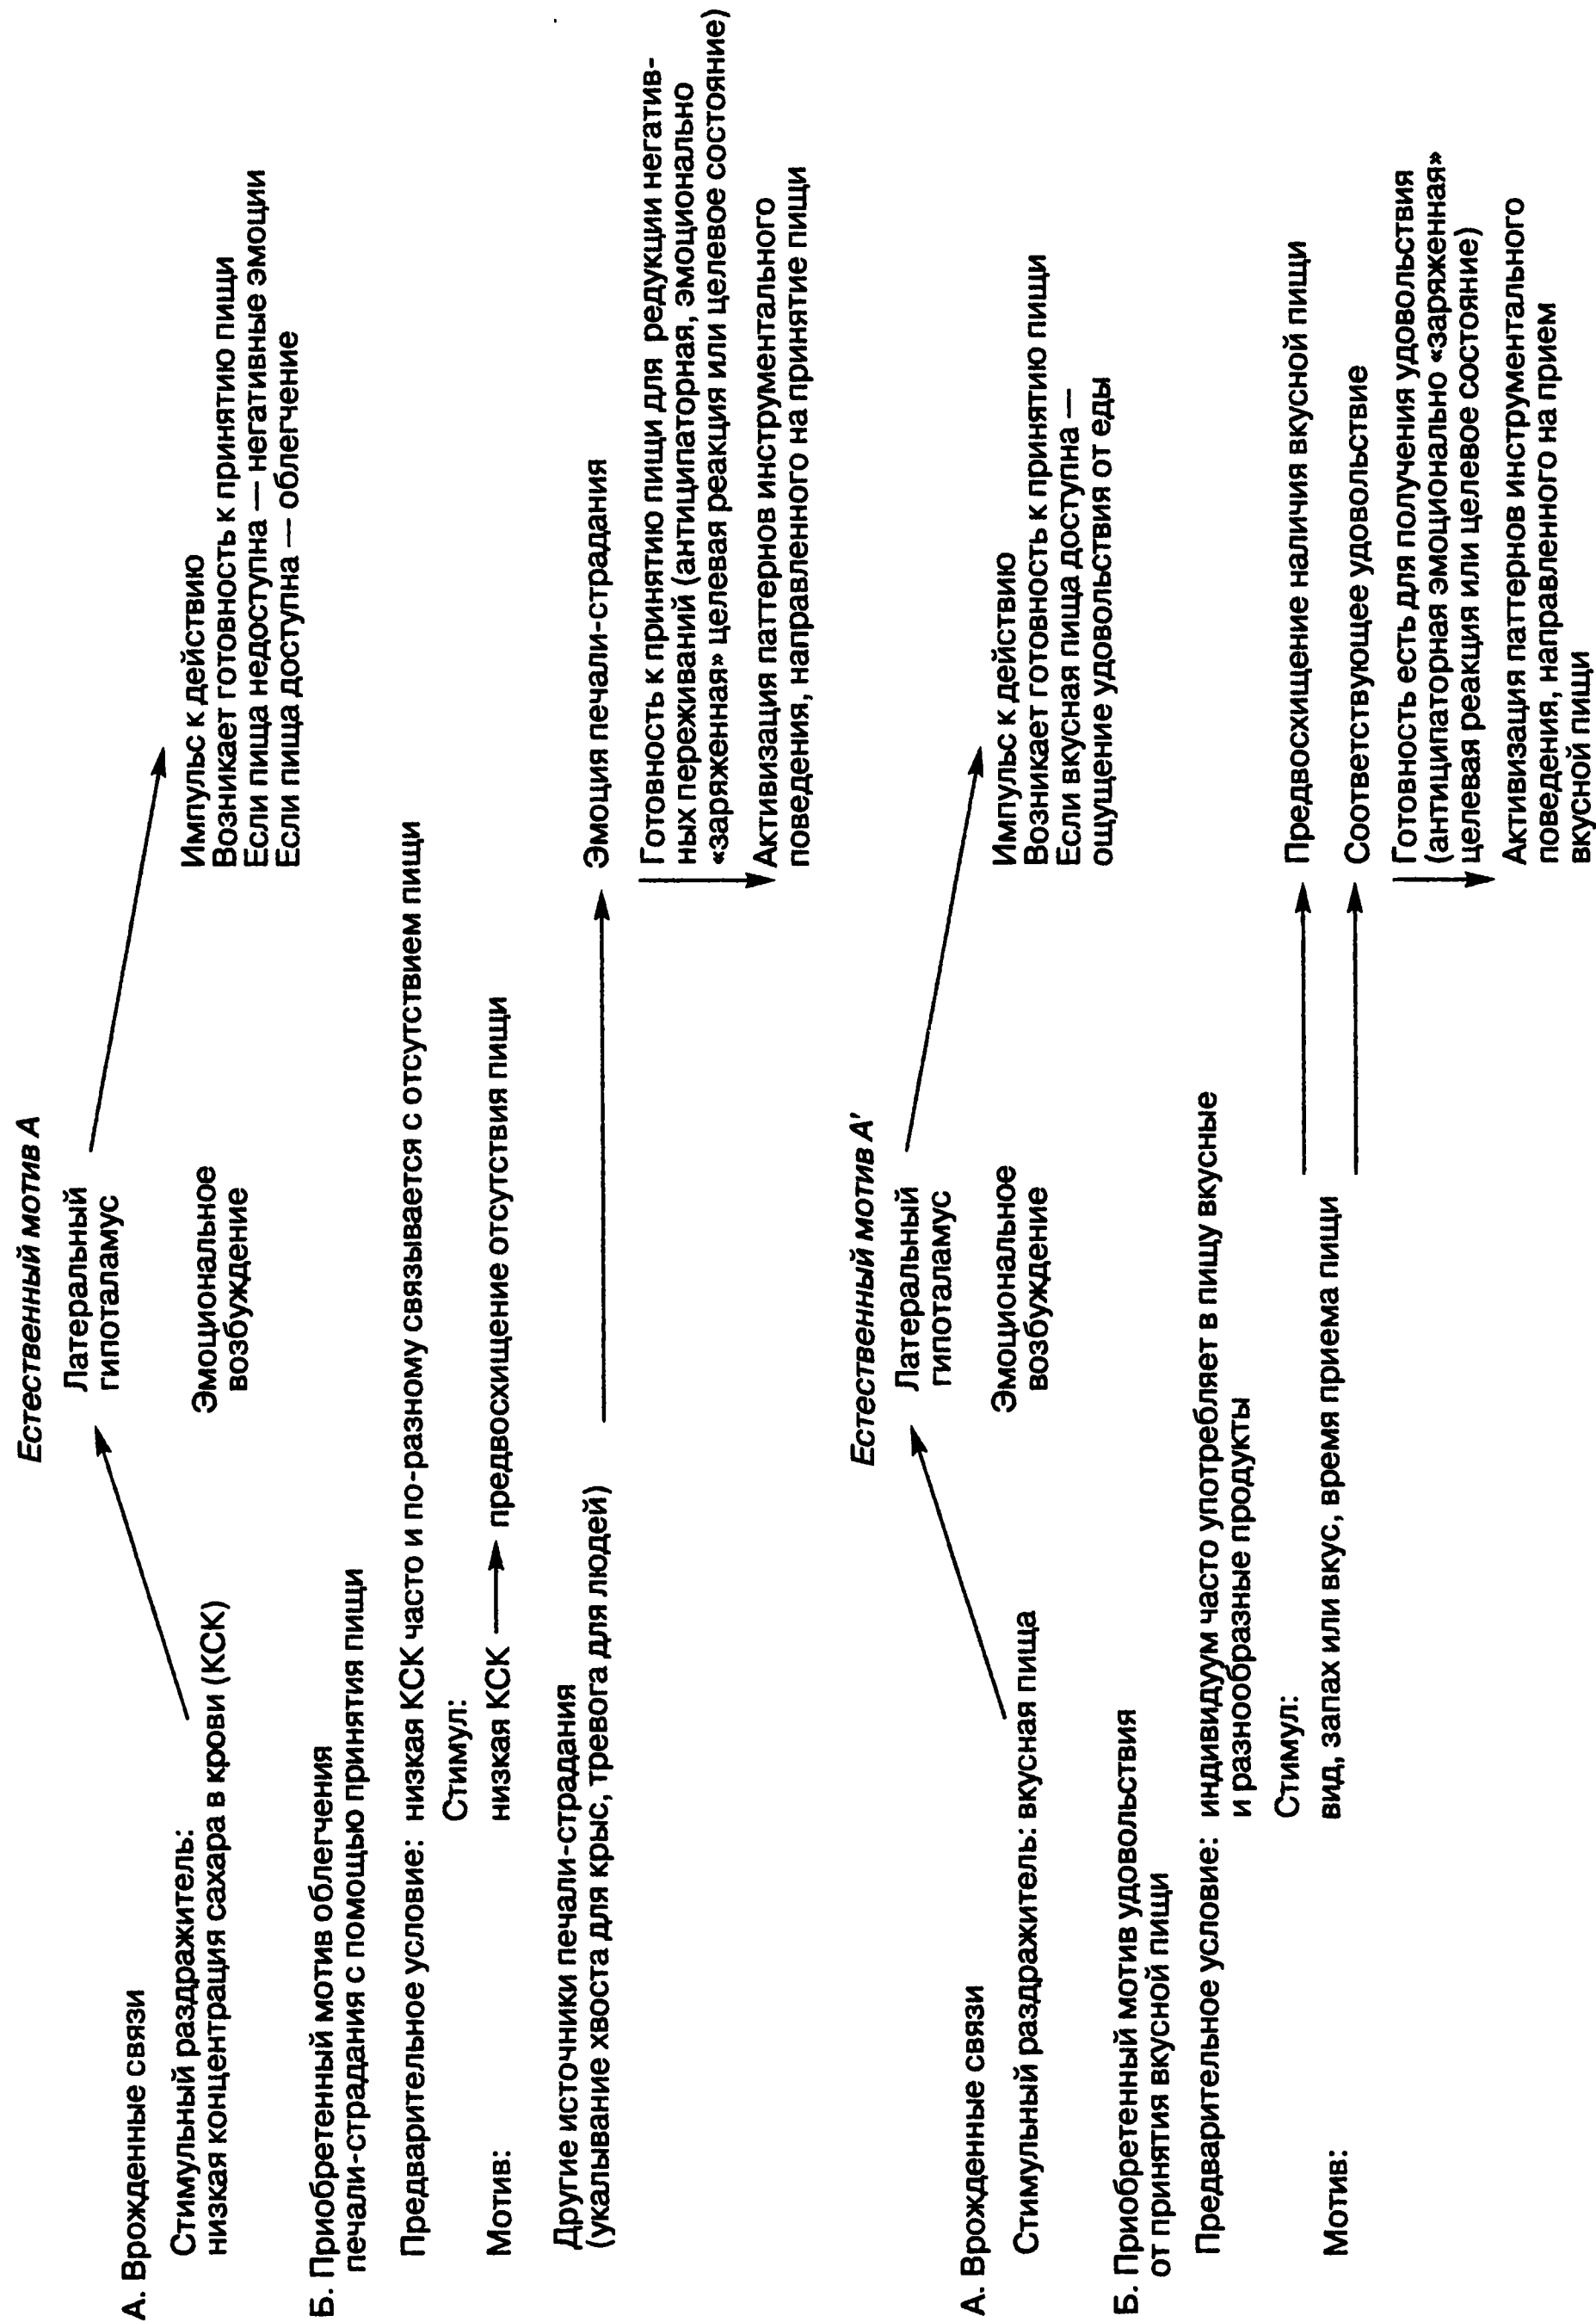 Естественный мотив А
А. Врожденные связи
Стимульный раздражитель:
низкая концентрация сахара в крови (КСК)
Латеральный
гипоталамус
Эмоциональное
возбуждение
Импульс к действию
Возникает готовность к принятию пищи
Если пища недоступна — негативные эмоции
Если пища доступна — облегчение
Б. Приобретенный мотив облегчения
печали-страдания с помощью принятия пищи
Предварительное условие: низкая КСК часто и по-разному связывается с отсутствием пищи
Стимул:
Мотив:
низкая КСК
предвосхищение отсутствия пищи
Другие источники печали-страдания
(укалывание хвоста для крыс, тревога для людей)
Эмоция печали-страдания
Готовность к принятию пищи для редукции негатив-
ных переживаний (антиципаторная, эмоционально
«заряженная» целевая реакция или целевое состояние)
Активизация паттернов инструментального
поведения, направленного на принятие пищи
Естественный мотив А'
А. Врожденные связи
Стимульный раздражитель: вкусная пища
Латеральный
гипоталамус
Эмоциональное
возбуждение
Импульс к действию
Возникает готовность к принятию пищи
Если вкусная пища доступна —
ощущение удовольствия от еды
Б. Приобретенный мотив удовольствия
от принятия вкусной пищи
Предварительное условие: индивидуум часто употребляет в пищу вкусные
и разнообразные продукты
Стимул:
Мотив:
вид, запах или вкус, время приема пищи
Предвосхищение наличия вкусной пищи
Соответствующее удовольствие
Готовность есть для получения удовольствия
(антиципаторная эмоционально «заряженная»
целевая реакция или целевое состояние)
Активизация паттернов инструментального
поведения, направленного на прием
вкусной пищи